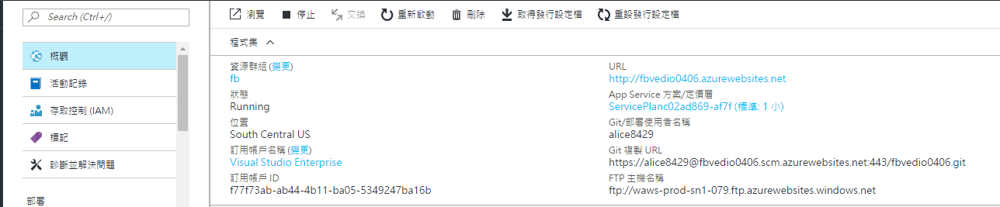 Search (Ctrl+/)
瀏覽 停止 交換 重新啟動 刪除 取得發行設定檔 重設發行設定檔
程式集
概觀
活動記錄
存取控制 (IAM)
標記
診斷並解決問題
部署
資源群組 (變更)
fb
狀態
Running
位置
South Central US
訂用帳戶名稱 (變更)
Visual Studio Enterprise
訂用帳戶 ID
f77f73ab-ab44-4b11-ba05-5349247ba16b
URL
http://fbvedio0406.azurewebsites.net
App Service 方案/定價層
ServicePlanc02ad869-af7f (標準: 1 小)
Git/部署使用者名稱
alice8429
Git 複製 URL
https://alice8429@fbvedio0406.scm.azurewebsites.net:443/fbvedio0406.git
FTP 主機名稱
ftp://waws-prod-sn1-079.ftp.azurewebsites.windows.net